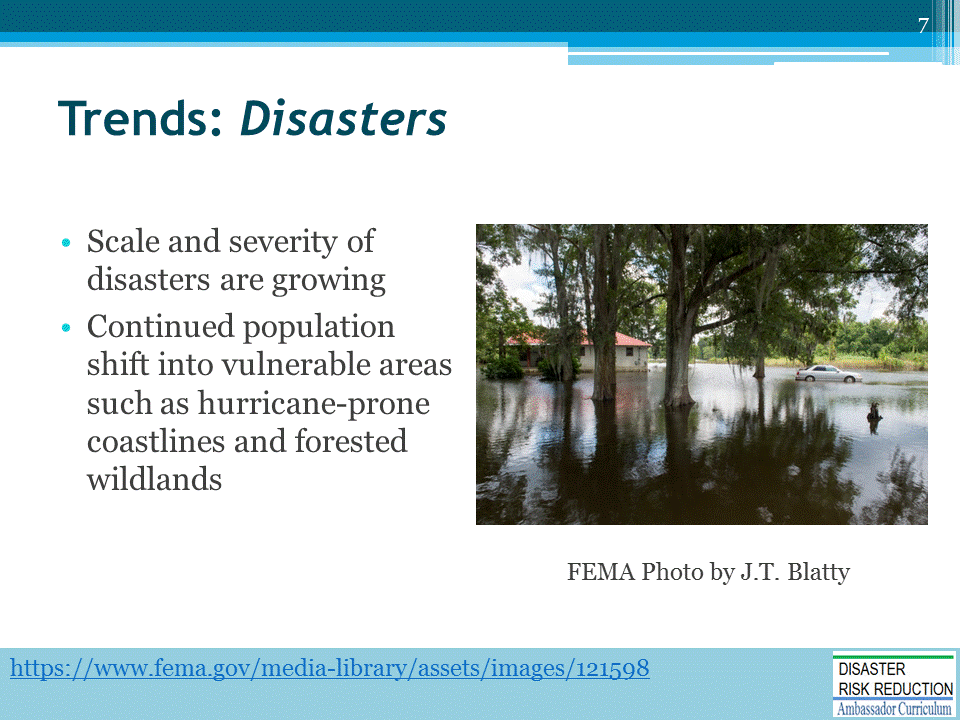 7
Trends: Disasters
• Scale and severity of
disasters are growing
• Continued population
shift into vulnerable areas
such as hurricane-prone
coastlines and forested
wildlands
FEMA Photo by J.T. Blatty
https://www.fema.gov/media-library/assets/images/121598
DISASTER
RISK REDUCTION
Ambassador Curriculum